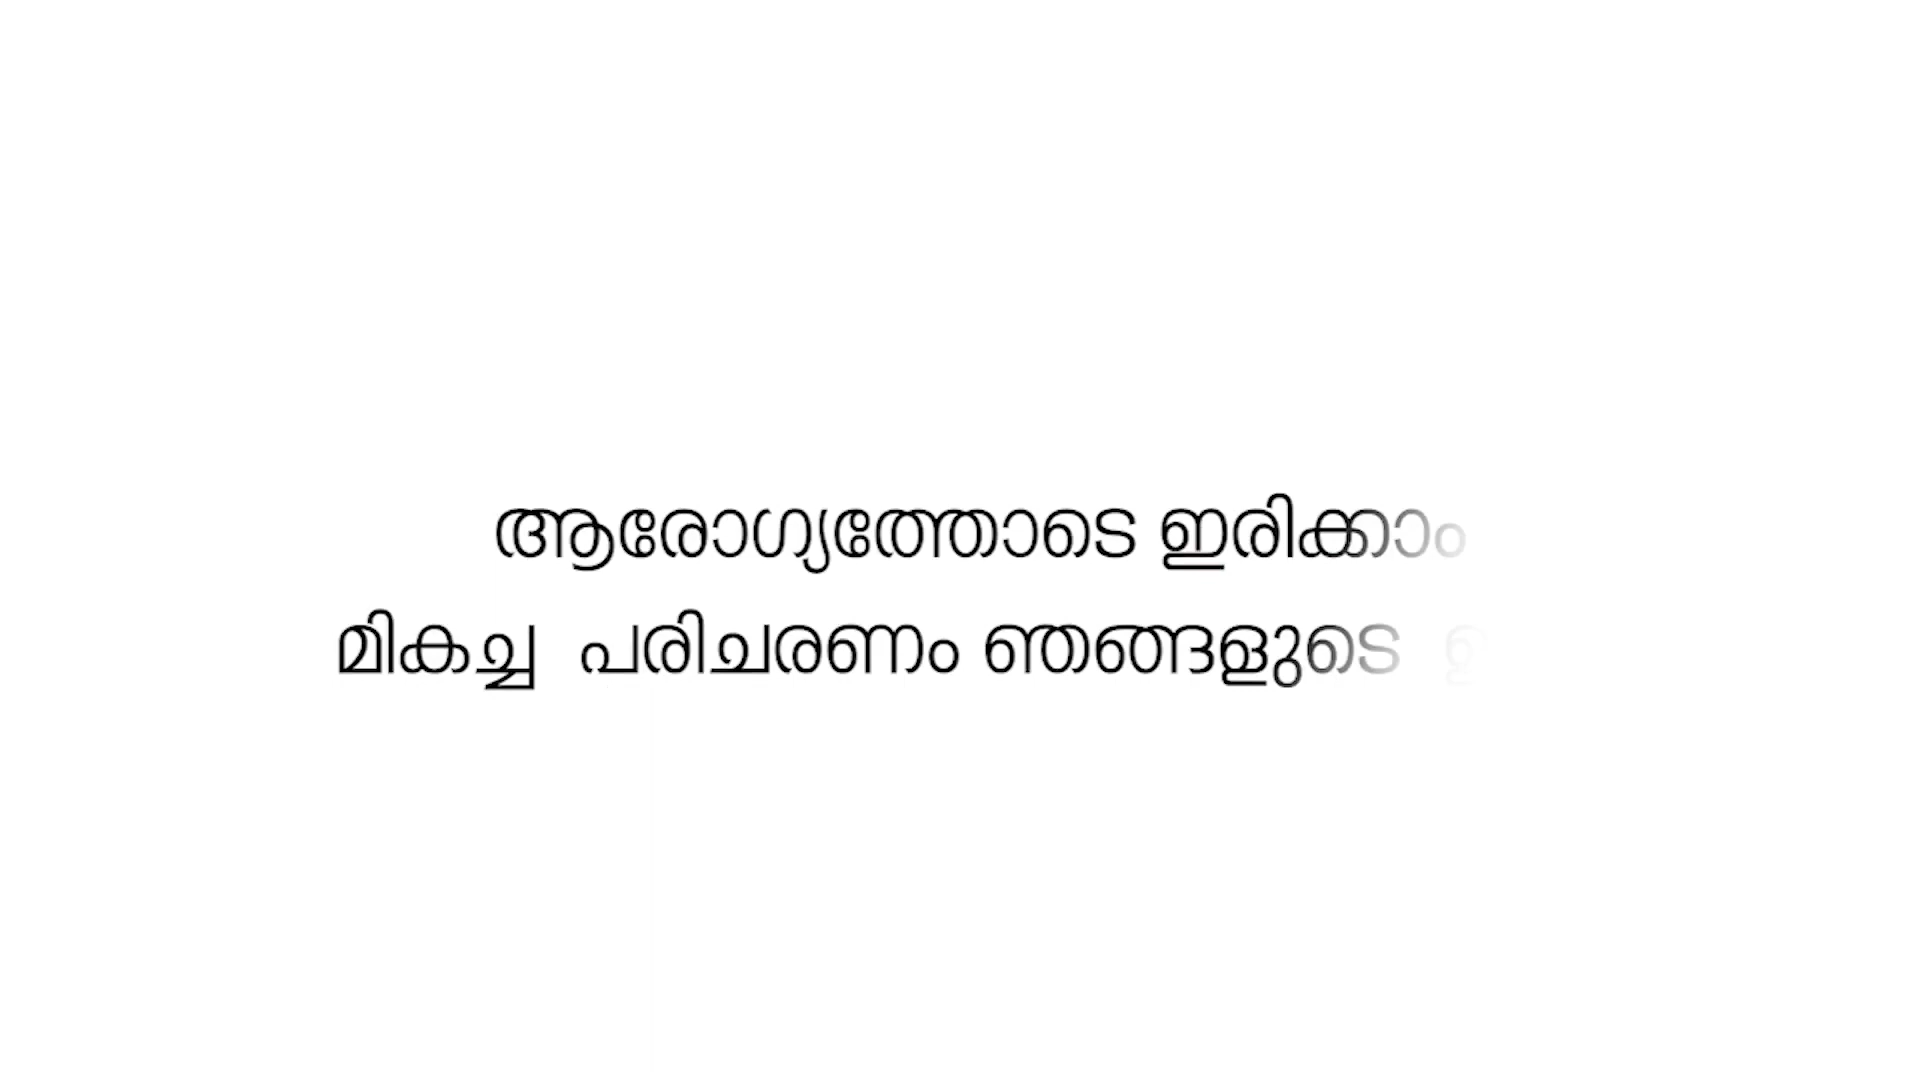 ആരോഗ്യത്തോടെ ഇരിക്കാം
മികച്ച പരിചരണം ഞങ്ങളുടെ